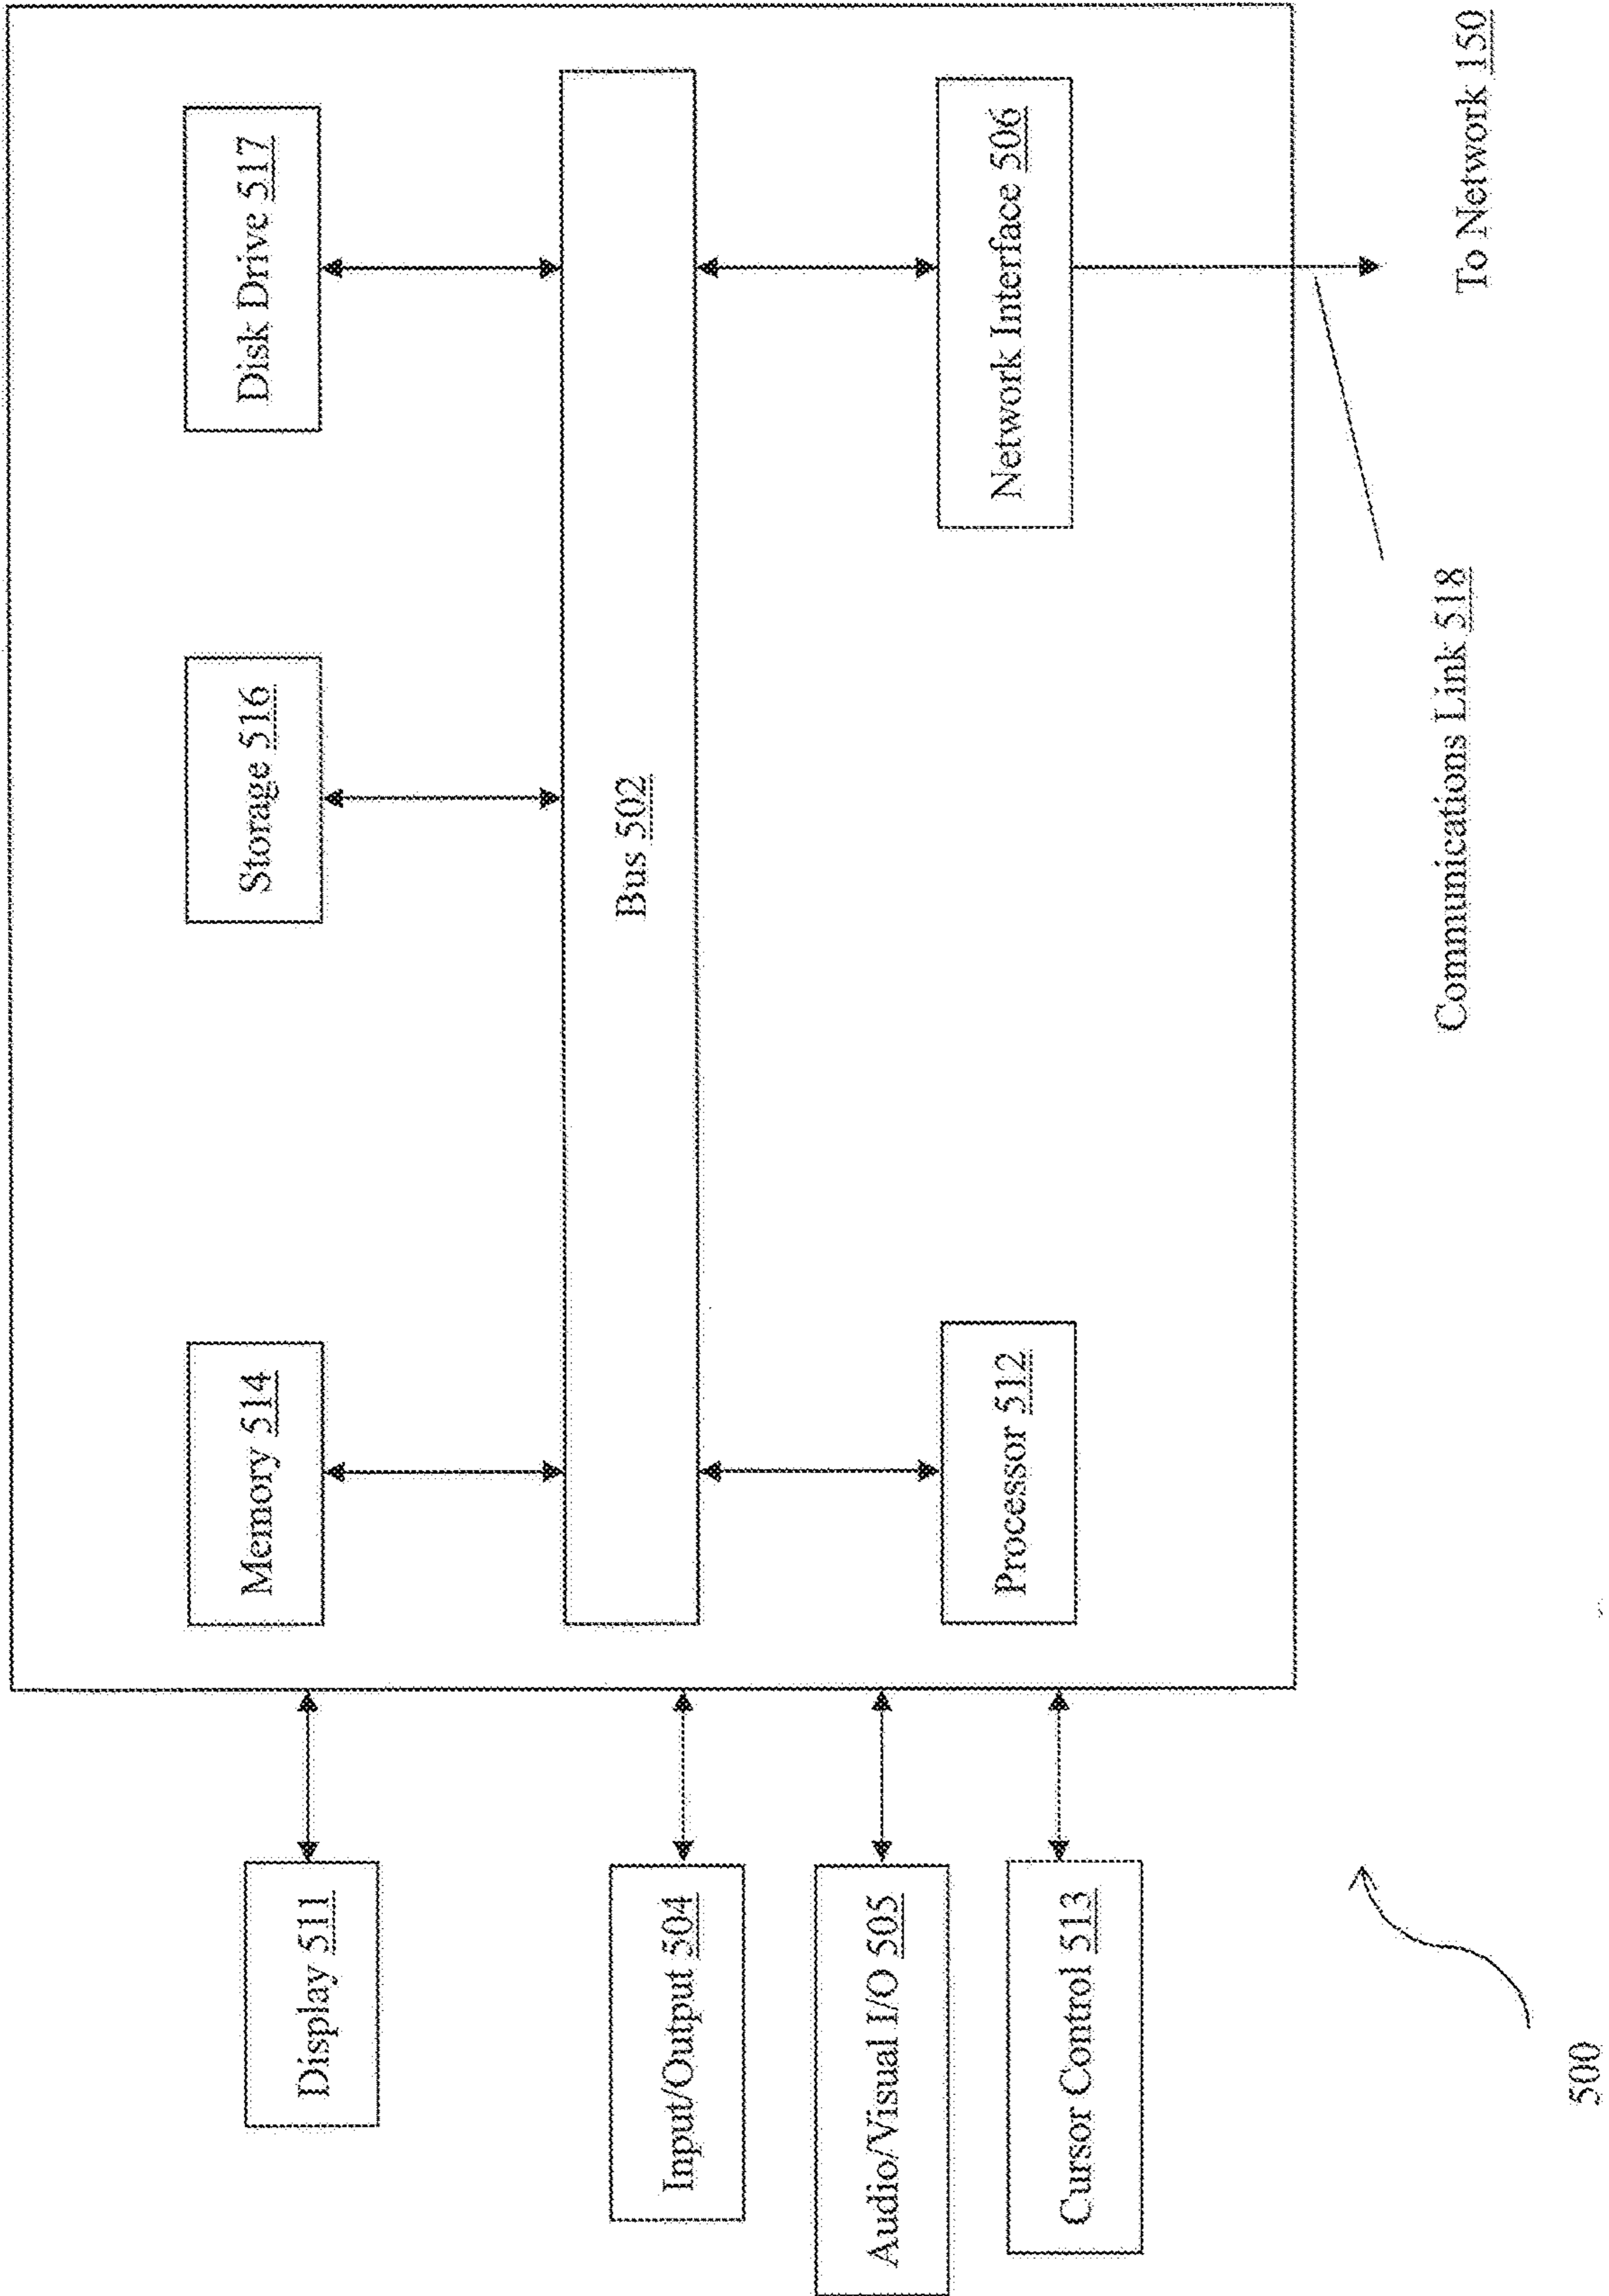 Display 511
Memory 514
Storage 516
Disk Drive 517
Input/Output 504
Bus 502
Audio/Visual I/O 505
Cursor Control 513
Processor 512
Network Interface 506
Communications Link 518
To Network 150
500